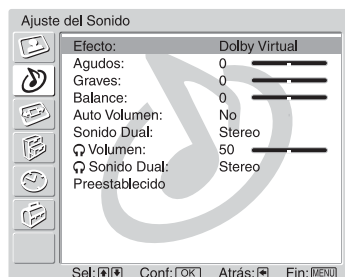 Ajuste del Sonido
Efecto: Dolby Virtual
Agudos: 0
Graves: 0
Balance: 0
Auto Volumen: No
Sonido Dual: Stereo
Volumen: 50
Sonido Dual: Stereo
Preestablecido
Sel: Conf: OK Atrás: Fin: MENU